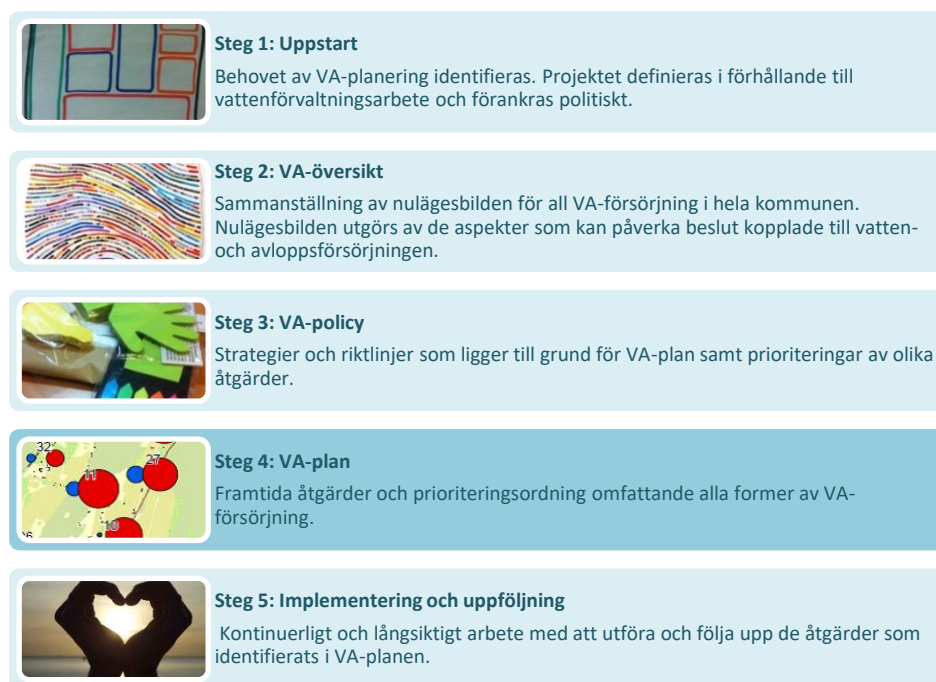 Steg 1: Uppstart
Behovet av VA-planering identifieras. Projektet definieras i förhållande till
vattenförvaltningsarbete och förankras politiskt.
Steg 2: VA-översikt
Sammanställning av nulägesbilden för all VA-försörjning i hela kommunen.
Nulägesbilden utgörs av de aspekter som kan påverka beslut kopplade till vatten-
och avloppsförsörjningen.
Steg 3: VA-policy
Strategier och riktlinjer som ligger till grund för VA-plan samt prioriteringar av olika
åtgärder.
32
27
11
10
Steg 4: VA-plan
Framtida åtgärder och prioriteringsordning omfattande alla former av VA-
försörjning.
Steg 5: Implementering och uppföljning
Kontinuerligt och långsiktigt arbete med att utföra och följa upp de åtgärder som
identifierats i VA-planen.